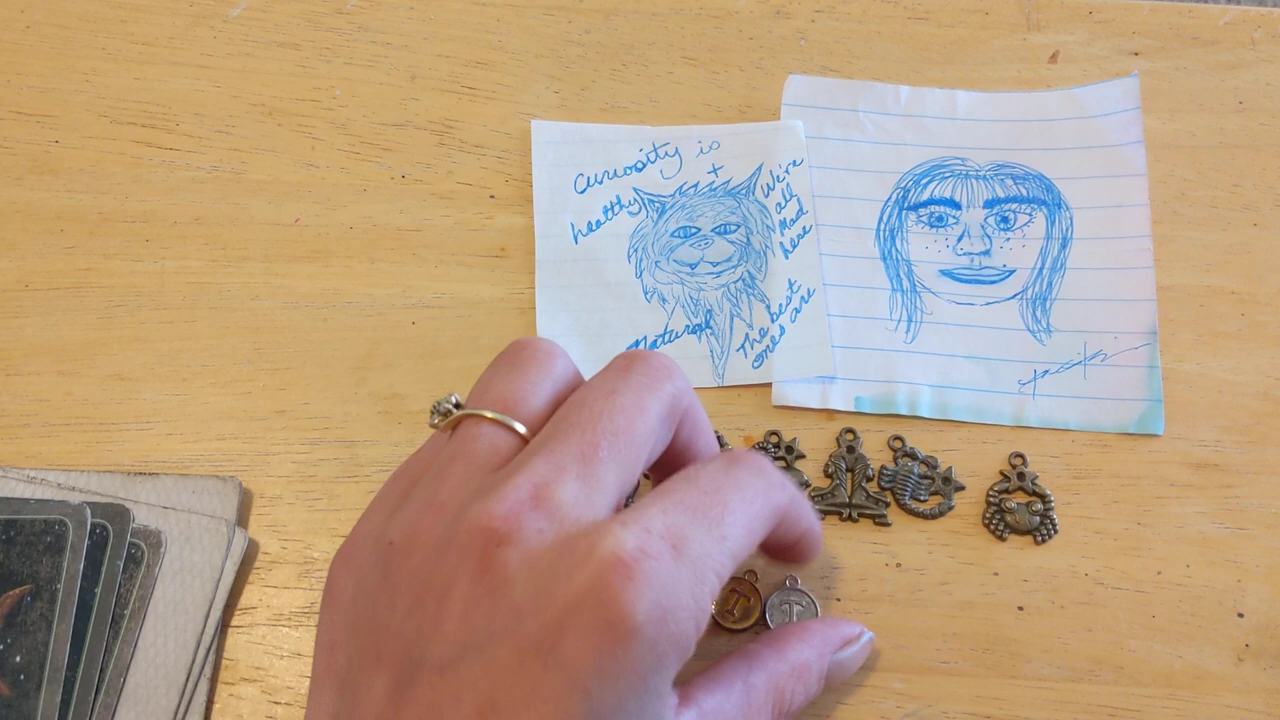 Curiosity is
healthy
+
Natural
We're
all
Mad
here
The best
ones are
T
T